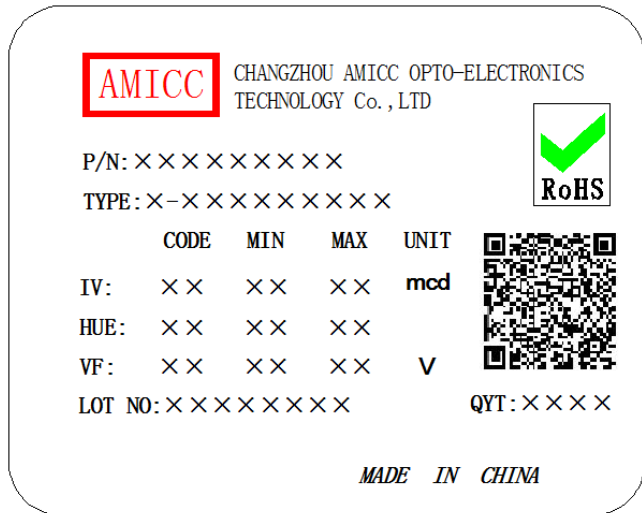 AMICC
CHANGZHOU AMICC OPTO-ELECTRONICS
TECHNOLOGY Co.,LTD
RoHS
P/N:×××××××××
TYPE:×-×××××××××
CODE MIN MAX UNIT
IV: ×× ×× ×× mcd
HUE: ×× ×× ××
VF: ×× ×× ×× V
LOT NO:××××××××
QYT:××××
MADE IN CHINA